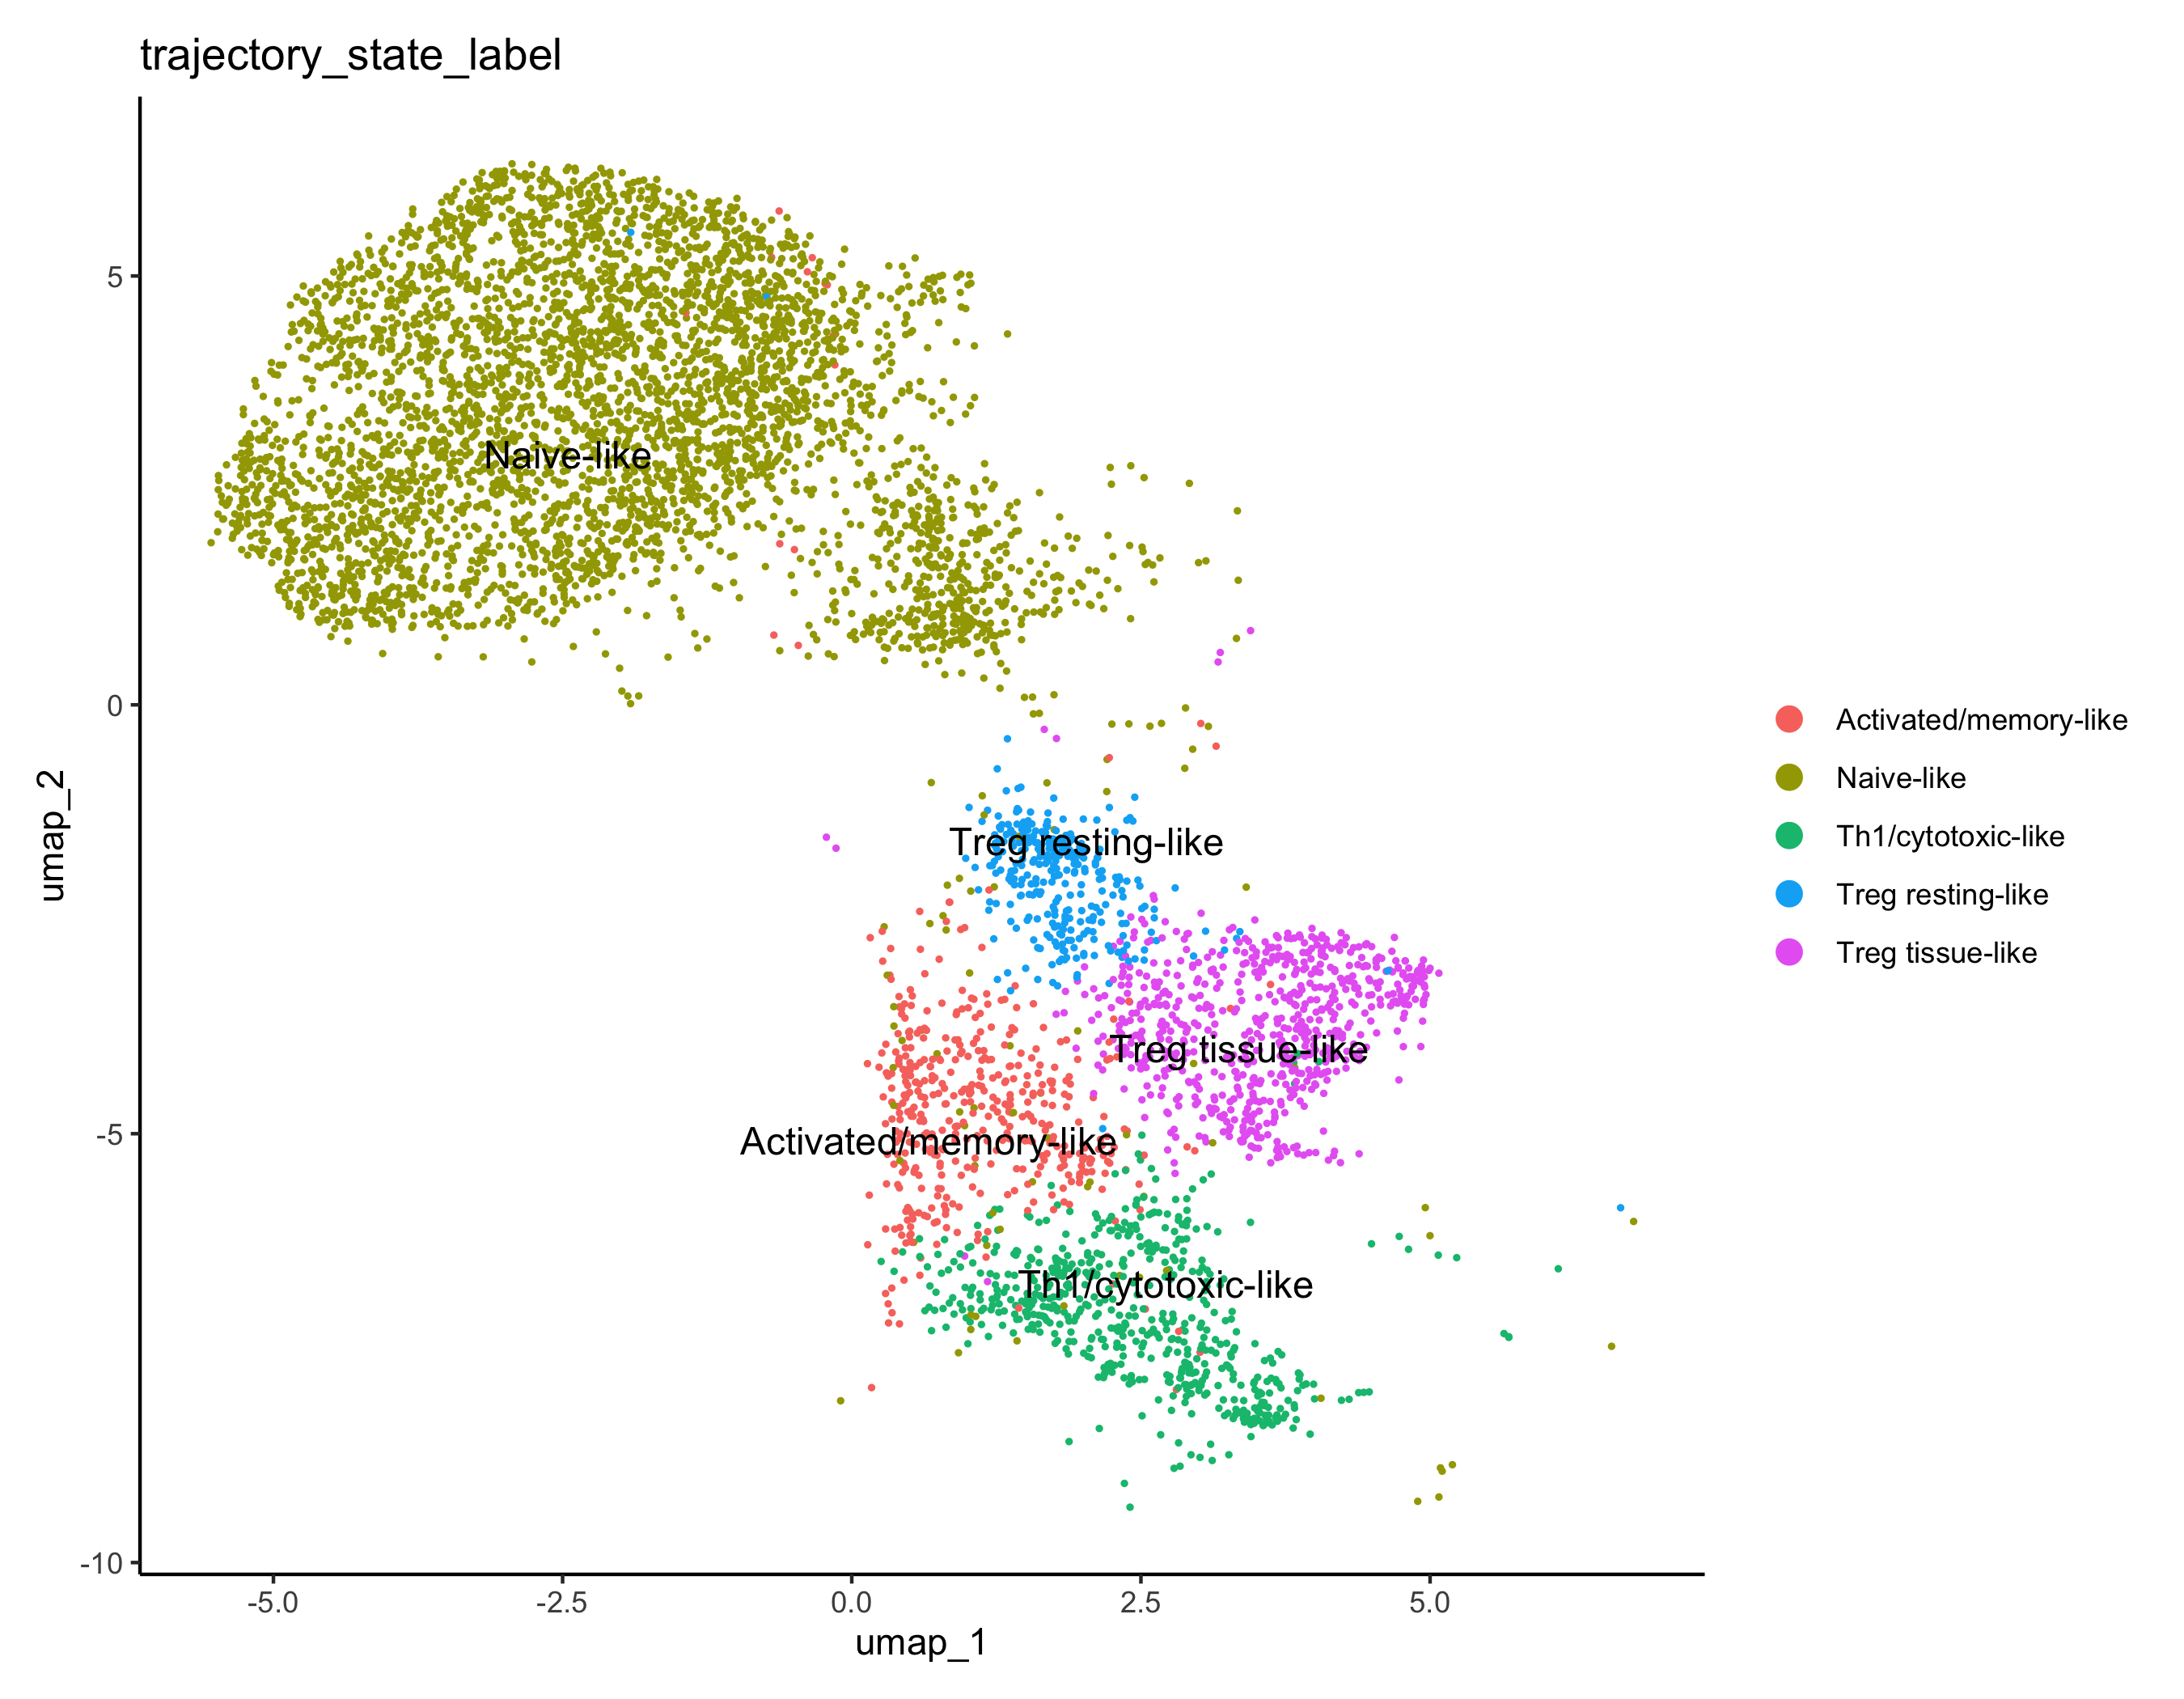 trajectory_state_label
5
0
-5
-10
umap_2
Naive-like
Treg resting-like
Treg tissue-like
Activated/memory-like
Th1/cytotoxic-like
-5.0 -2.5 0.0 2.5 5.0
umap_1
Activated/memory-like
Naive-like
Th1/cytotoxic-like
Treg resting-like
Treg tissue-like